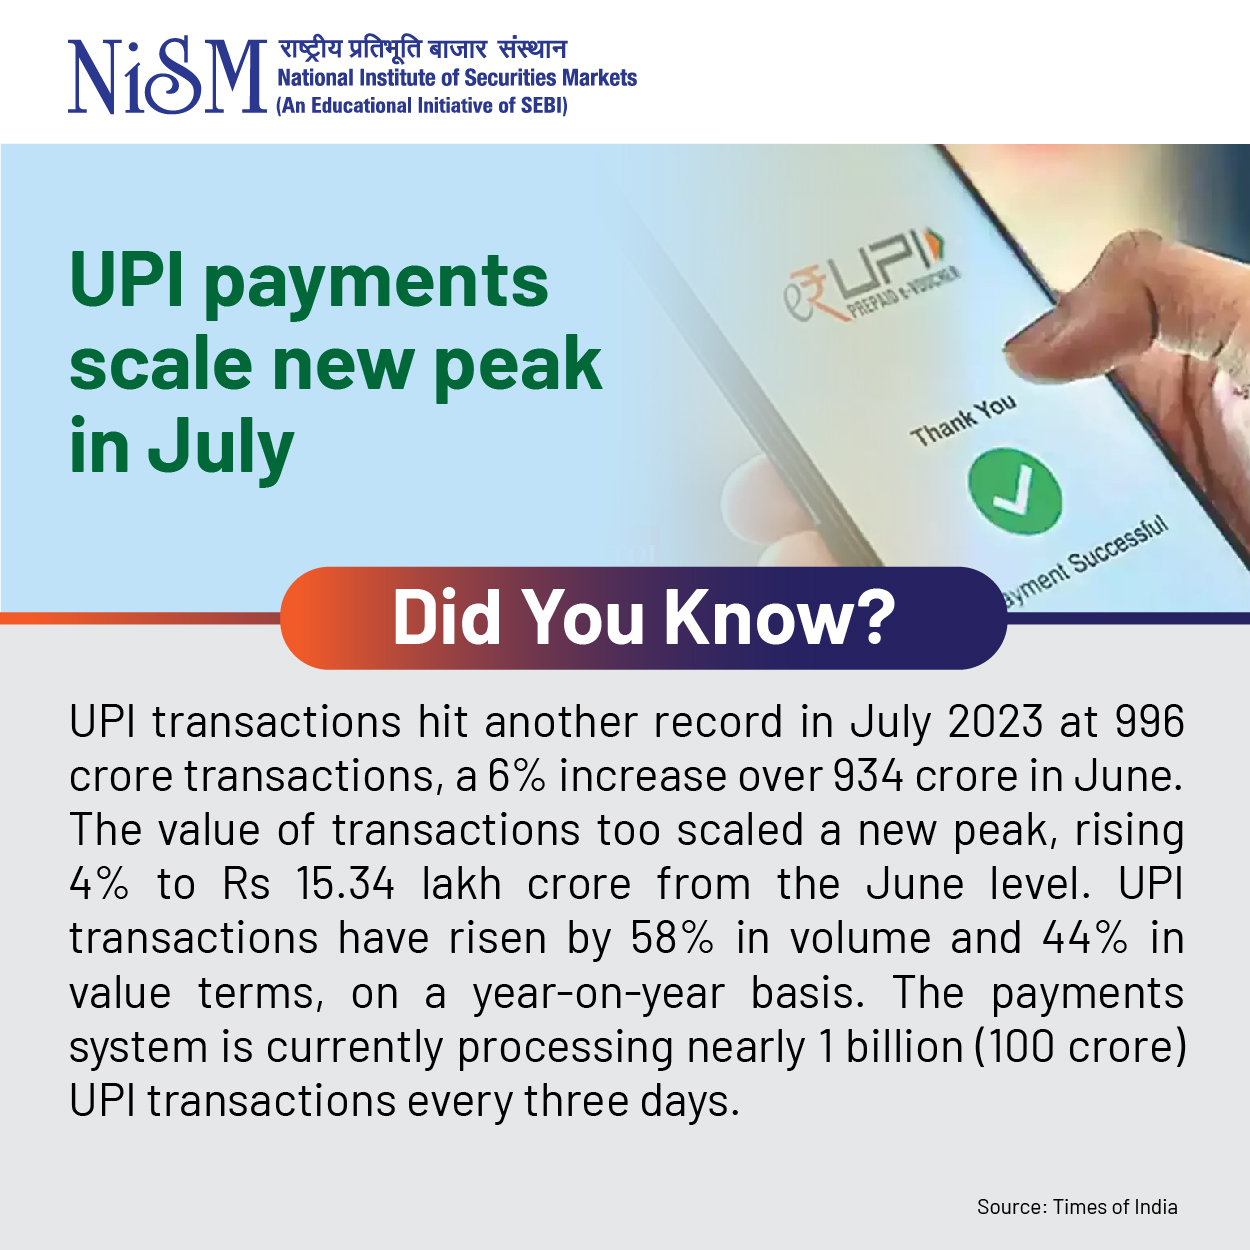 NiSM
राष्ट्रीय प्रतिभूति बाजार संस्थान
National Institute of Securities Markets
(An Educational Initiative of SEBI)
UPI payments
scale new peak
in July
e₹UPI
PREPAID e-VOUCHER
Thank You
ayment Successful
Did You Know?
UPI transactions hit another record in July 2023 at 996
crore transactions, a 6% increase over 934 crore in June.
The value of transactions too scaled a new peak, rising
4% to Rs 15.34 lakh crore from the June level. UPI
transactions have risen by 58% in volume and 44% in
value terms, on a year-on-year basis. The payments
system is currently processing nearly 1 billion (100 crore)
UPI transactions every three days.
Source: Times of India